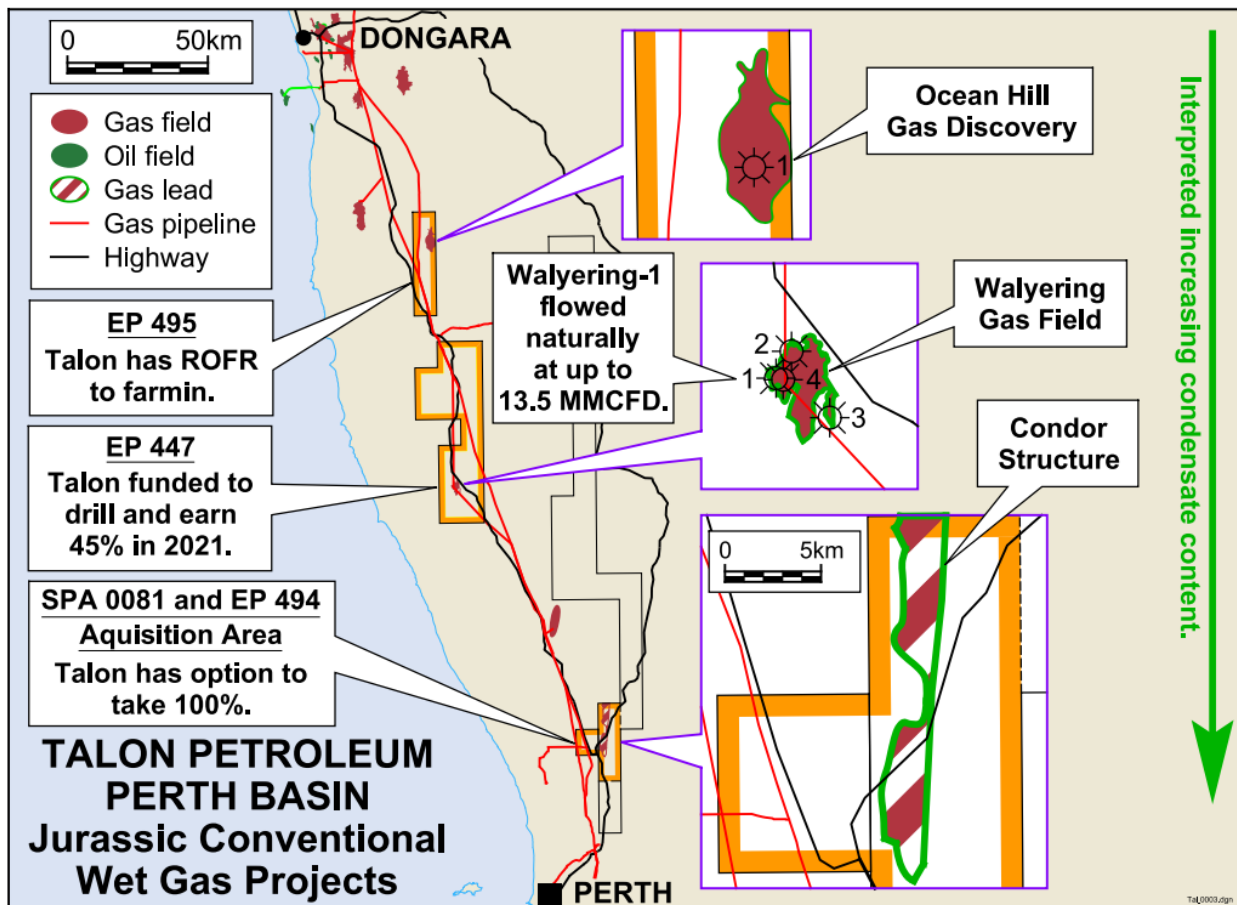 0 50km
DONGARA
Gas field
Oil field
Gas lead
Gas pipeline
Highway
Ocean Hill
Gas Discovery
1
EP 495
Talon has ROFR
to farmin.
Walyering-1
flowed
naturally
at up to
13.5 MMCFD.
Walyering
Gas Field
2
1
4
3
EP 447
Talon funded to
drill and earn
45% in 2021.
Condor
Structure
0 5km
SPA 0081 and EP 494
Aquisition Area
Talon has option to
take 100%.
Interpreted increasing condensate content.
TALON PETROLEUM
PERTH BASIN
Jurassic Conventional
Wet Gas Projects
PERTH
Tal_0003.dgn